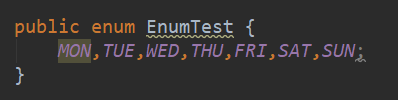 public enum EnumTest {
MON,TUE,WED,THU,FRI,SAT,SUN;
}